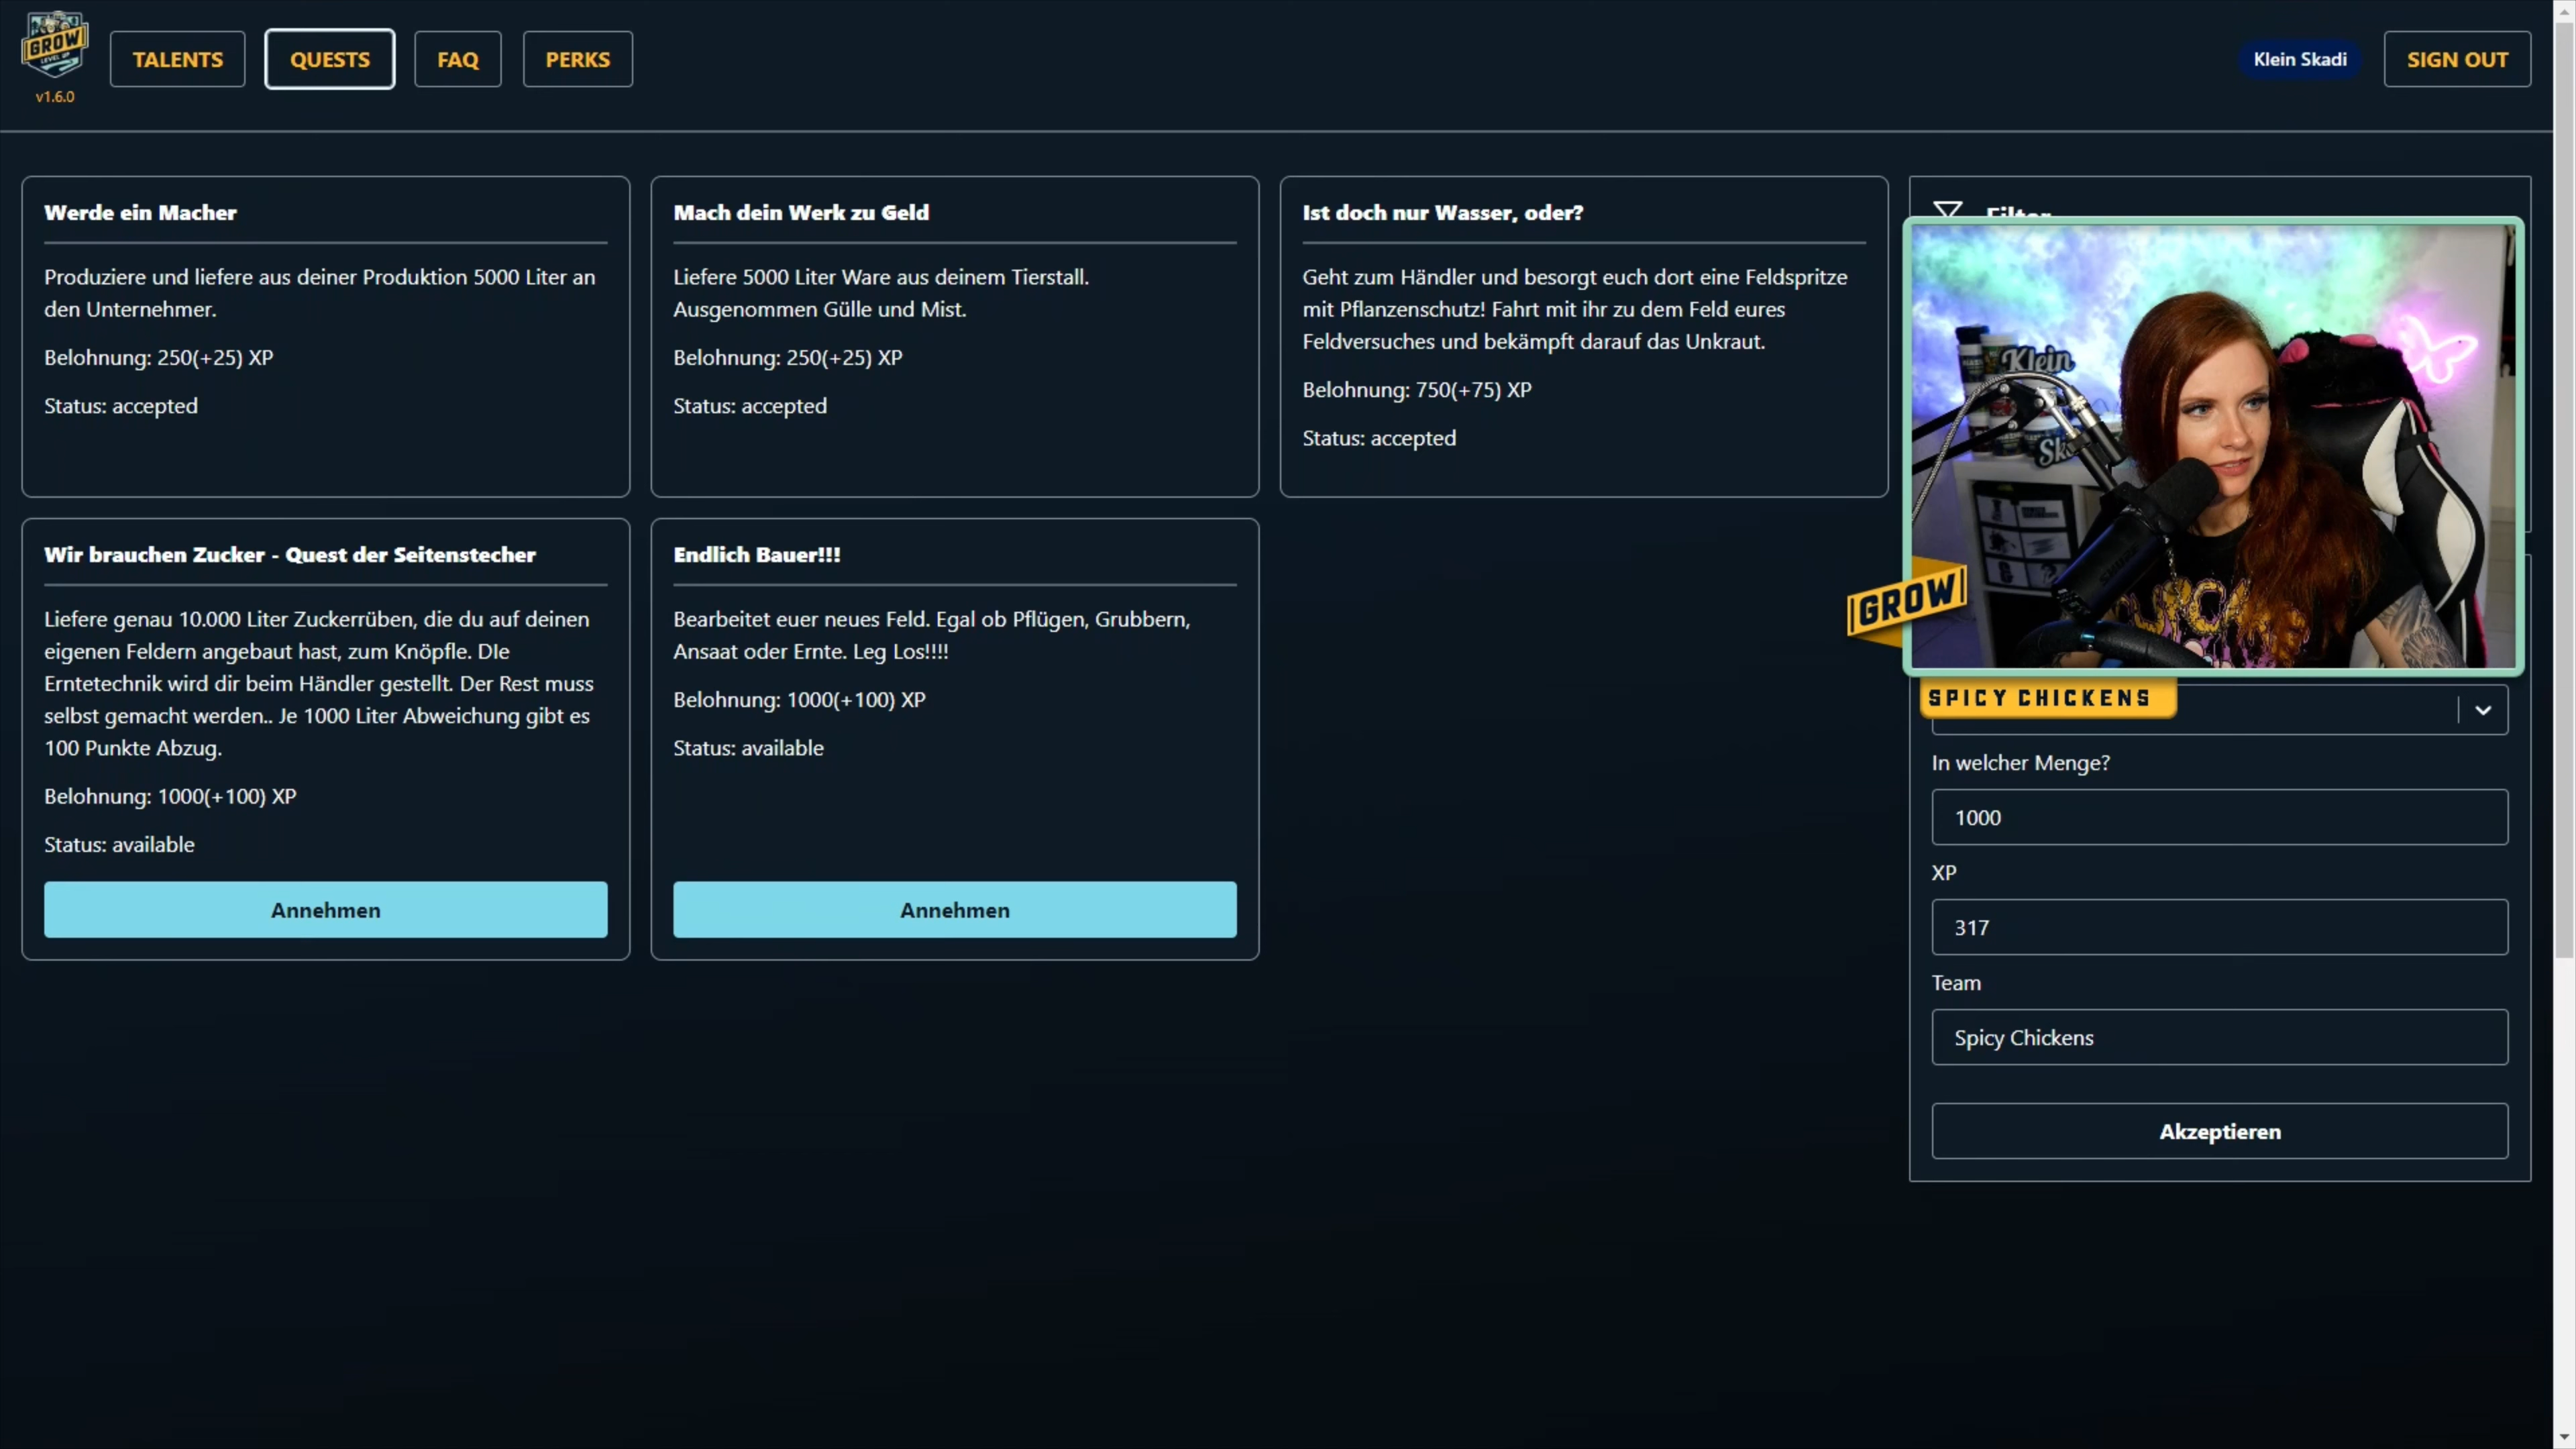 GROW!
LEVEL UP
v1.6.0
TALENTS
QUESTS
FAQ
PERKS
Klein Skadi
SIGN OUT
Werde ein Macher
Produziere und liefere aus deiner Produktion 5000 Liter an
den Unternehmer.
Belohnung: 250(+25) XP
Status: accepted
Mach dein Werk zu Geld
Liefere 5000 Liter Ware aus deinem Tierstall.
Ausgenommen Gülle und Mist.
Belohnung: 250(+25) XP
Status: accepted
Ist doch nur Wasser, oder?
Geht zum Händler und besorgt euch dort eine Feldspritze
mit Pflanzenschutz! Fahrt mit ihr zu dem Feld eures
Feldversuches und bekämpft darauf das Unkraut.
Belohnung: 750(+75) XP
Status: accepted
Wir brauchen Zucker - Quest der Seitenstecher
Liefere genau 10.000 Liter Zuckerrüben, die du auf deinen
eigenen Feldern angebaut hast, zum Knöpfle. DIe
Erntetechnik wird dir beim Händler gestellt. Der Rest muss
selbst gemacht werden.. Je 1000 Liter Abweichung gibt es
100 Punkte Abzug.
Belohnung: 1000(+100) XP
Status: available
Annehmen
Endlich Bauer!!!
Bearbeitet euer neues Feld. Egal ob Pflügen, Grubbern,
Ansaat oder Ernte. Leg Los!!!!
Belohnung: 1000(+100) XP
Status: available
Annehmen
Filter
Klein
GROW!
SPICY CHICKENS
In welcher Menge?
1000
XP
317
Team
Spicy Chickens
Akzeptieren